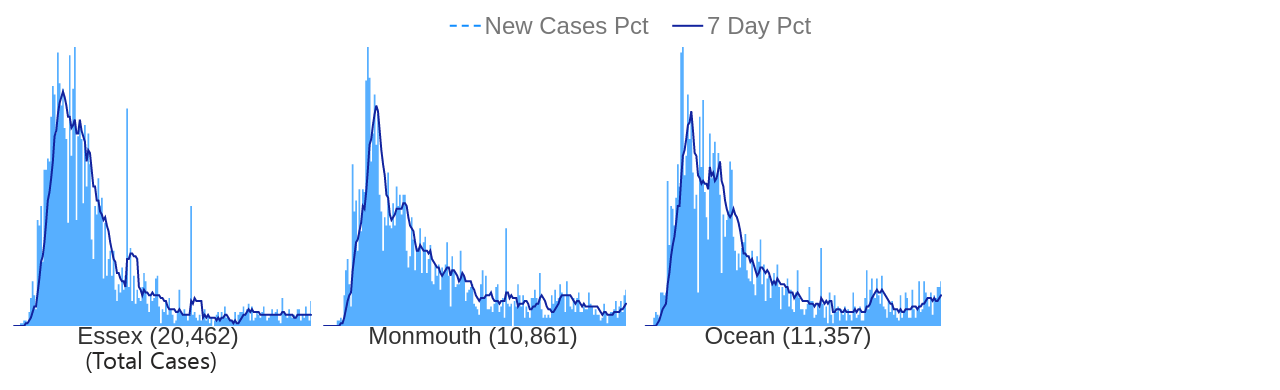 New Cases Pct 7 Day Pct
Essex (20,462) Monmouth (10,861) Ocean (11,357)
(Total Cases)